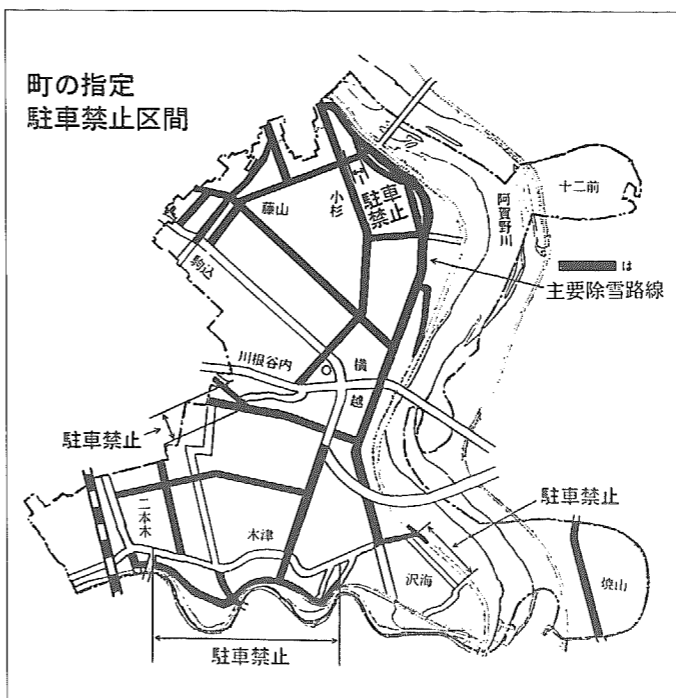 町の指定
駐車禁止区間
十二前
阿賀野川
小杉
駐車
禁止
藤山
駒込
は
主要除雪路線
川根谷内
横越
駐車禁止
駐車禁止
二本木
木津
沢海
焼山
駐車禁止